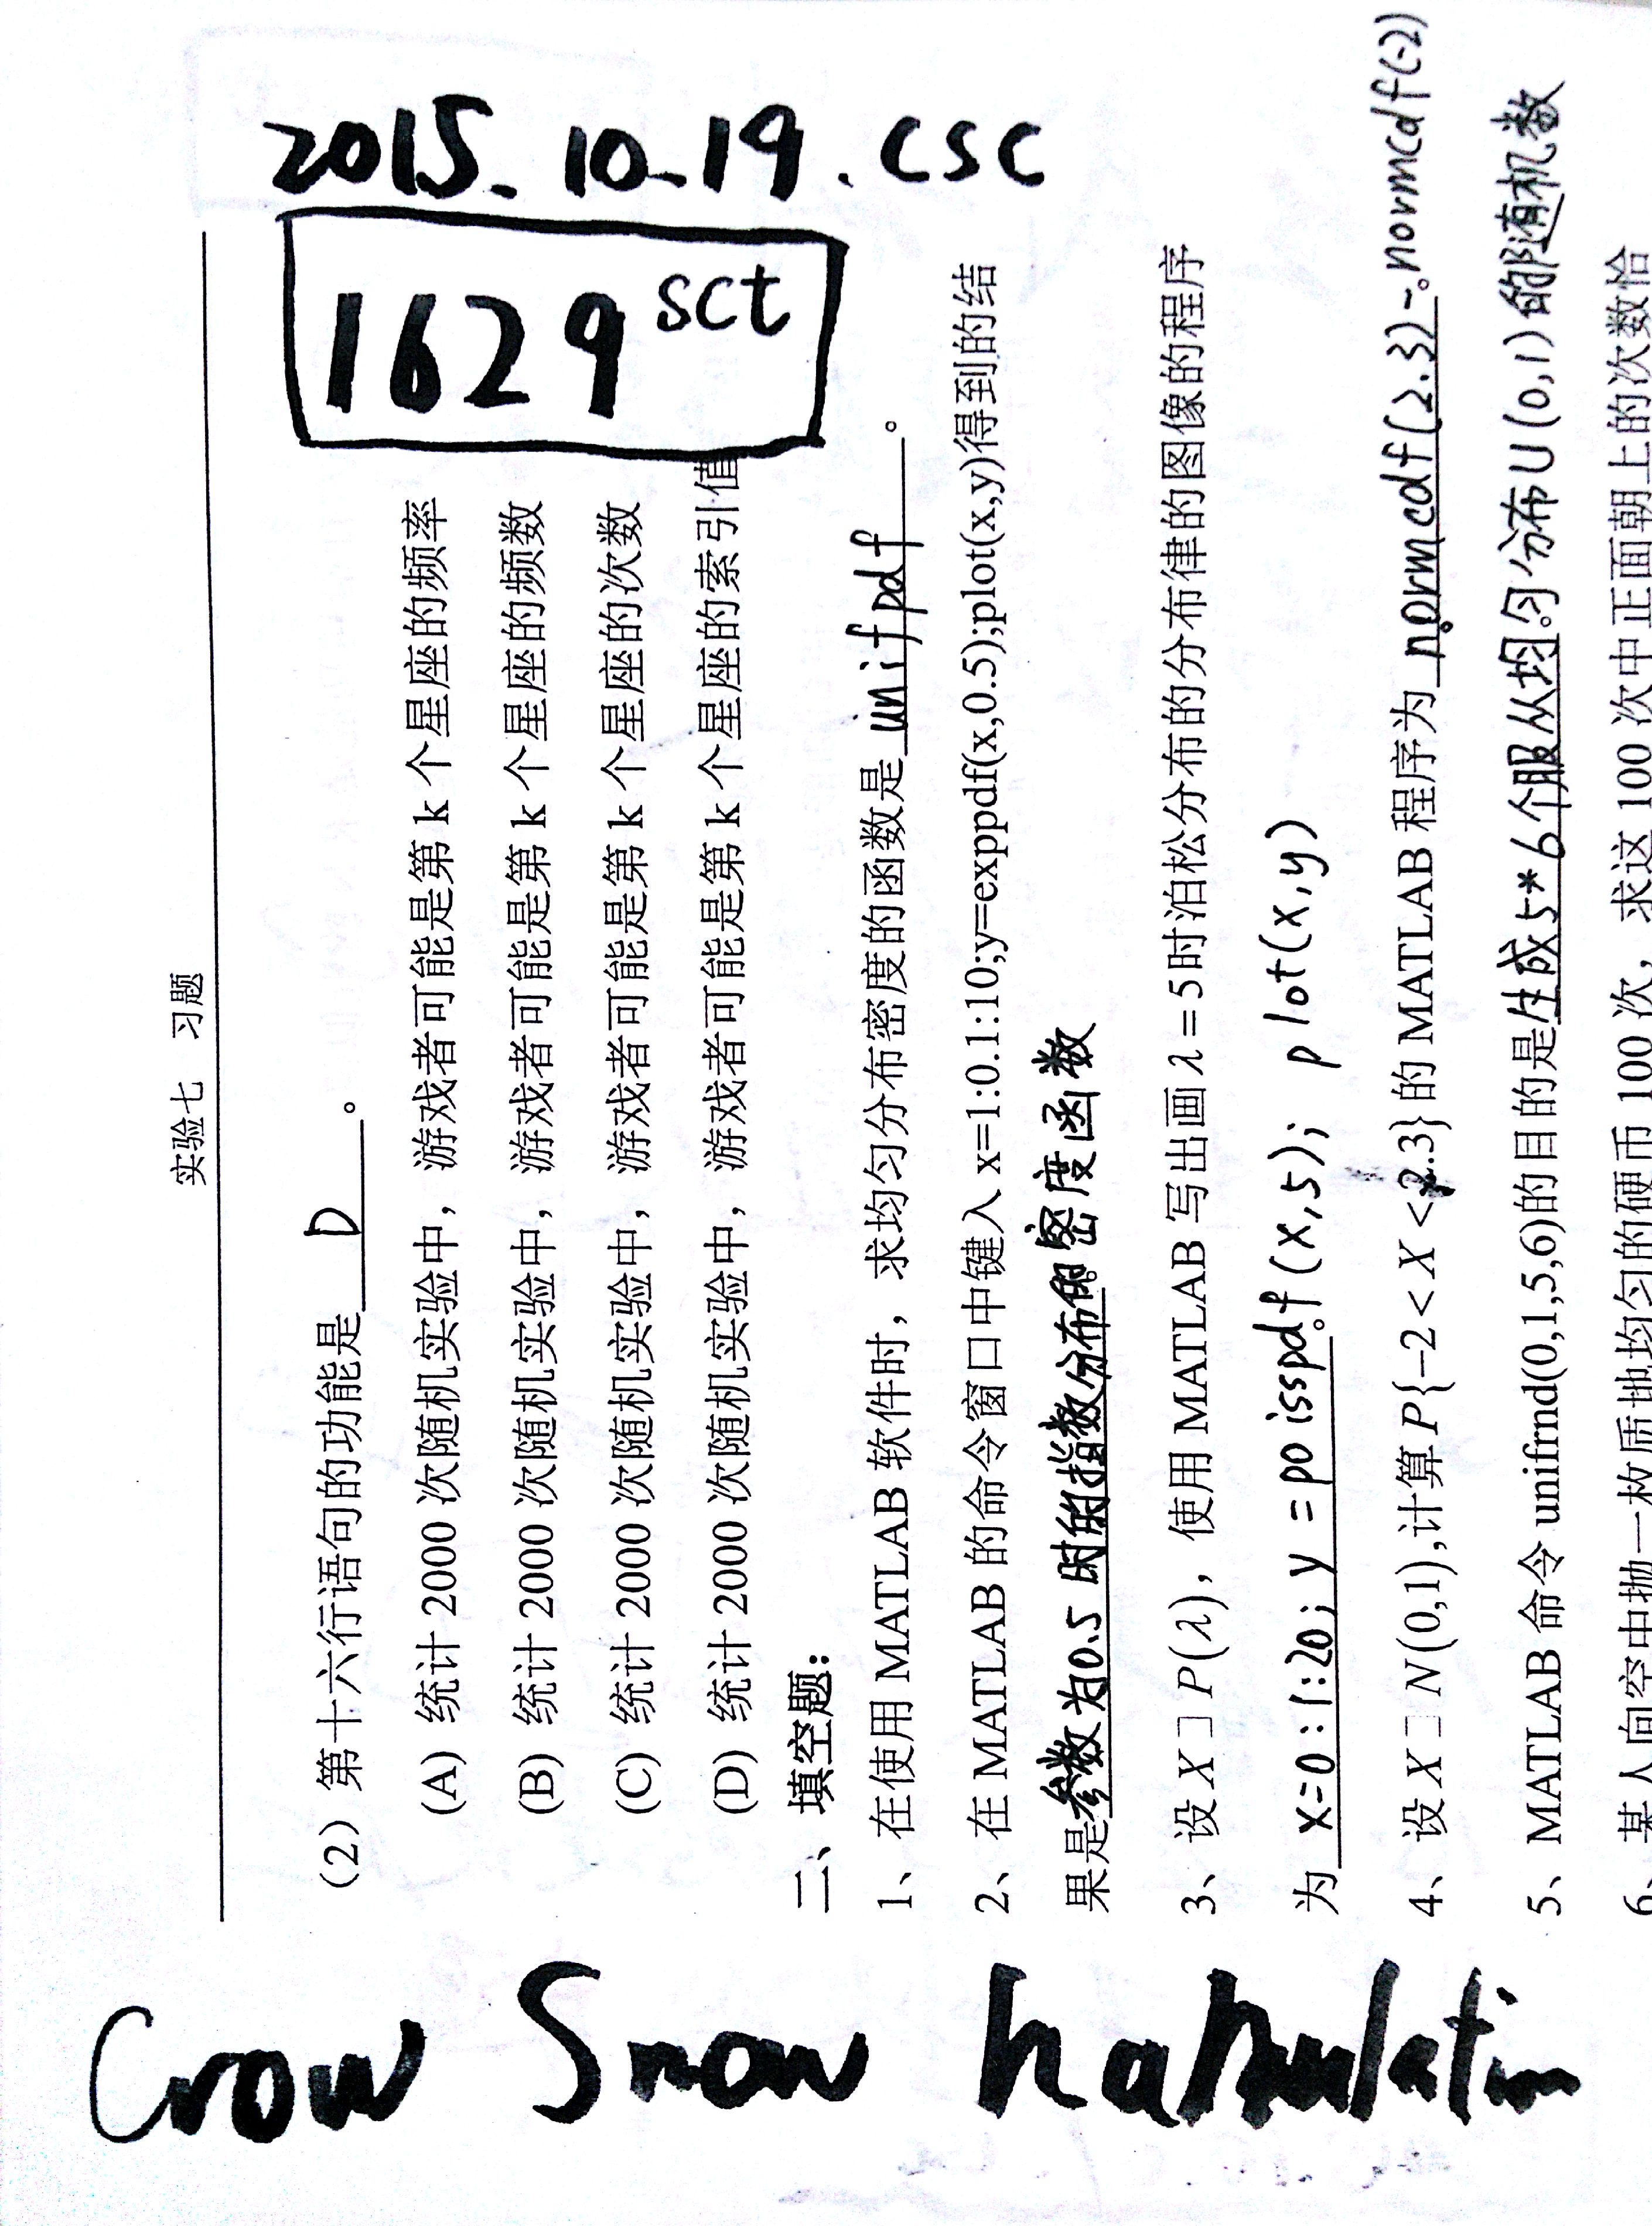 2015.10.19.CSC
1629 sct
实验七 习题
（2）第十六行语句的功能是 D 。
(A) 统计 2000 次随机实验中，游戏者可能是第 k 个星座的频率
(B) 统计 2000 次随机实验中，游戏者可能是第 k 个星座的频数
(C) 统计 2000 次随机实验中，游戏者可能是第 k 个星座的次数
(D) 统计 2000 次随机实验中，游戏者可能是第 k 个星座的索引值
二、填空题：
1、在使用 MATLAB 软件时，求均匀分布密度的函数是 unifpdf 。
2、在 MATLAB 的命令窗口中键入 x=1:0.1:10;y=exppdf(x,0.5);plot(x,y)得到的结
果是参数为0.5 时的指数分布的密度函数
3、设 X□P(λ)，使用 MATLAB 写出画 λ=5时泊松分布的分布律的图像的程序
为 x=0:1:20; y=poisspdf(x,5); plot(x,y)
4、设 X□N(0,1),计算 P{−2<X<2.3}的 MATLAB 程序为 normcdf(2.3)-normcdf(-2)
5、MATLAB 命令 unifrnd(0,1,5,6)的目的是生成5*6个服从均匀分布U(0,1)的随机数
6、某人向空中抛一枚质地均匀的硬币 100 次，求这 100 次中正面朝上的次数恰
Crow Snow